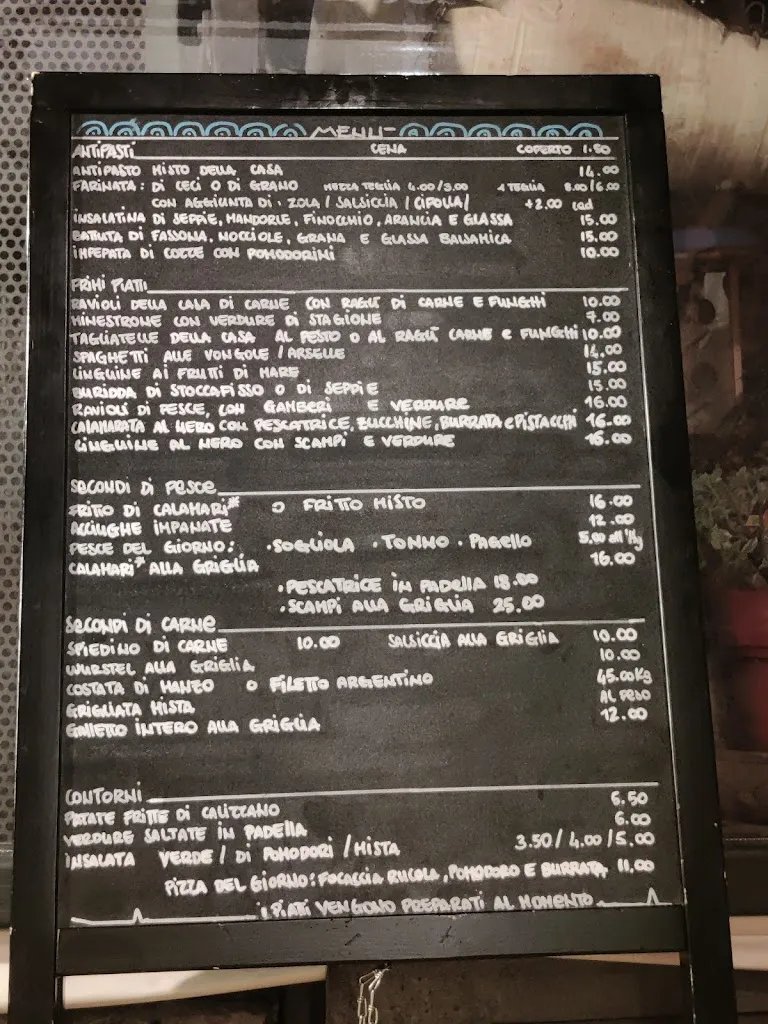 MENU
ANTIPASTI CENA COPERTO 1.50
ANTIPASTO MISTO DELLA CASA 14.00
FARINATA: DI CECI O DI GRANO MEZZA TEGLIA 4.00/3.00 1 TEGLIA 8.00/6.00
CON AGGIUNTA DI: ZOLA / SALSICCIA / CIPOLLA / +2.00 cad
INSALATINA DI SEPPIE, MANDORLE, FINOCCHIO, ARANCIA E GLASSA 15.00
BATTUTA DI FASSONA, NOCCIOLE, GRANA E GLASSA BALSAMICA 15.00
IMPEPATA DI COZZE CON POMODORINI 10.00
PRIMI PIATTI
RAVIOLI DELLA CASA DI CARNE CON RAGÙ DI CARNE E FUNGHI 10.00
MINESTRONE CON VERDURE DI STAGIONE 7.00
TAGLIATELLE DELLA CASA AL PESTO O AL RAGÙ CARNE e FUNGHI 10.00
SPAGHETTI ALLE VONGOLE / ARSELLE 14.00
LINGUINE AI FRUTTI DI MARE 15.00
BURIDDA DI STOCCAFISSO O DI SEPPIE 15.00
RAVIOLI DI PESCE, CON GAMBERI E VERDURE 16.00
CALAMARATA AL NERO CON PESCATRICE, ZUCCHINE, BURRATA e PISTACCHI 16.00
LINGUINE AL NERO CON SCAMPI E VERDURE 16.00
SECONDI DI PESCE
FRITTO DI CALAMARI* O FRITTO MISTO 16.00
ACCIUGHE IMPANATE 12.00
PESCE DEL GIORNO: • SOGLIOLA • TONNO • PAGELLO 5,00 all'Hg
CALAMARI* ALLA GRIGLIA 16.00
• PESCATRICE IN PADELLA 18.00
• SCAMPI ALLA GRIGLIA 25.00
SECONDI DI CARNE
SPIEDINO DI CARNE 10.00 SALSICCIA ALLA GRIGLIA 10.00
WURSTEL ALLA GRIGLIA 10.00
COSTATA DI MANZO O FILETTO ARGENTINO 45.00Kg
GRIGLIATA MISTA AL PESO
GALLETTO INTERO ALLA GRIGLIA 12.00
CONTORNI
PATATE FRITTE DI CALIZZANO 6.50
VERDURE SALTATE IN PADELLA 6.00
INSALATA VERDE / DI POMODORI / MISTA 3.50/4.00/5.00
PIZZA DEL GIORNO: FOCACCIA RUCOLA, POMODORO E BURRATA 11.00
I PIATTI VENGONO PREPARATI AL MOMENTO